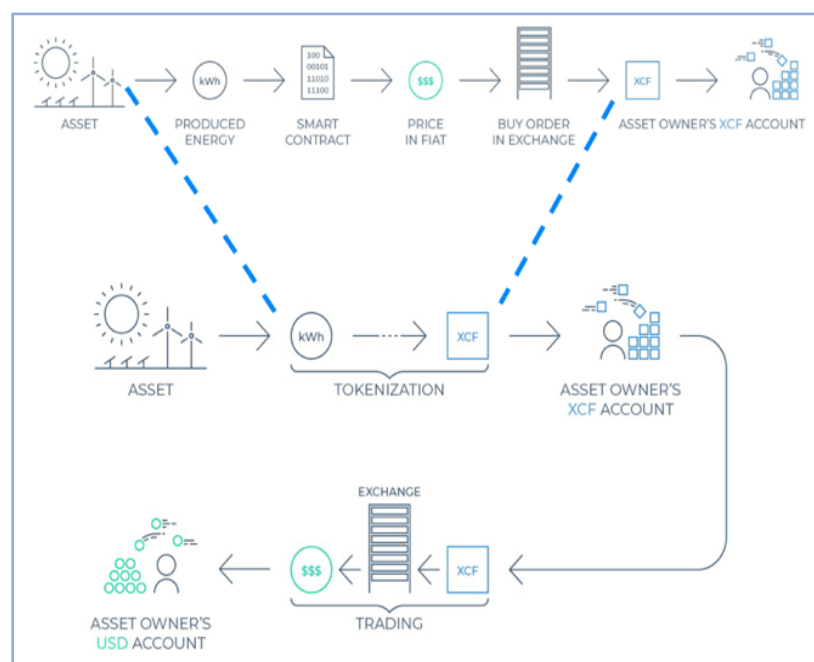 100
00101
11010
11100
kWh
$$$
XCF
ASSET
PRODUCED
ENERGY
SMART
CONTRACT
PRICE
IN FIAT
BUY ORDER
IN EXCHANGE
ASSET OWNER'S XCF ACCOUNT
kWh
XCF
ASSET
TOKENIZATION
ASSET OWNER'S
XCF ACCOUNT
EXCHANGE
$$$
XCF
ASSET OWNER'S
USD ACCOUNT
TRADING